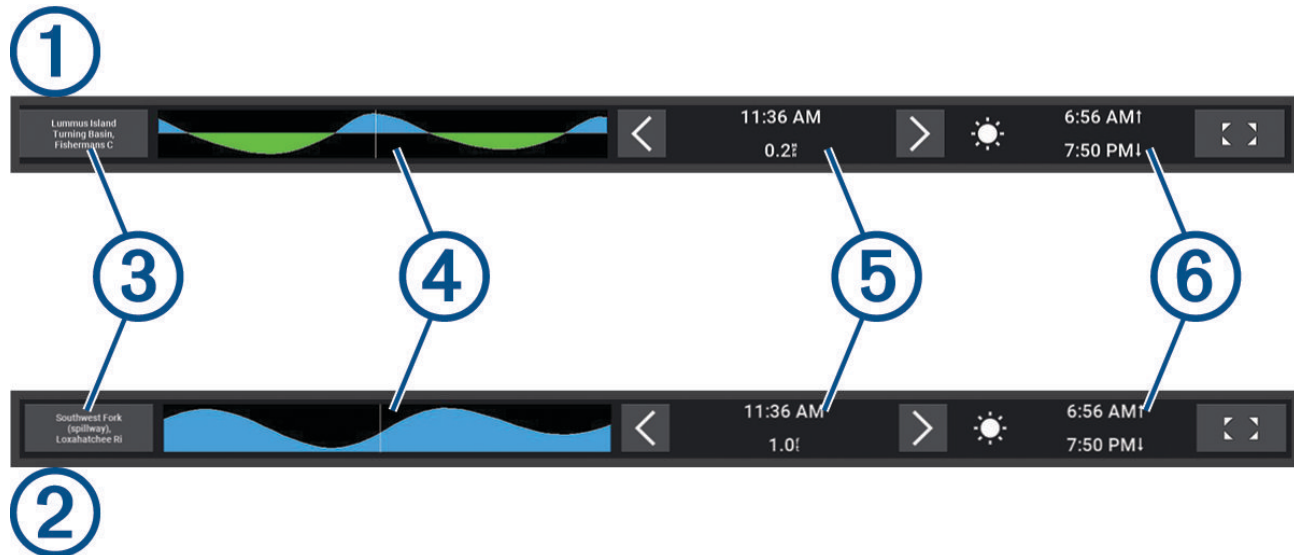 1
Lummus Island
Turning Basin,
Fishermans C
11:36 AM
0.2
6:56 AM↑
7:50 PM↓
3
4
5
6
Southwest Fork
(spillway),
Loxahatchee Ri
11:36 AM
1.0
6:56 AM↑
7:50 PM↓
2